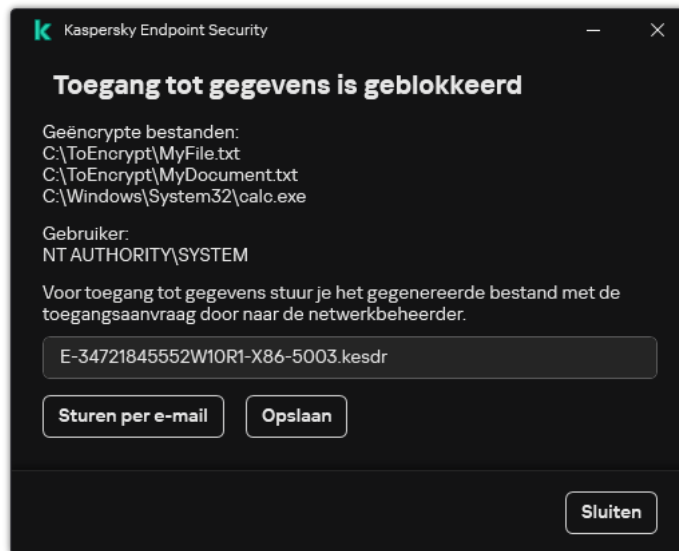 Kaspersky Endpoint Security
Toegang tot gegevens is geblokkeerd
Geëncrypte bestanden:
C:\ToEncrypt\MyFile.txt
C:\ToEncrypt\MyDocument.txt
C:\Windows\System32\calc.exe
Gebruiker:
NT AUTHORITY\SYSTEM
Voor toegang tot gegevens stuur je het gegenereerde bestand met de
toegangsaanvraag door naar de netwerkbeheerder.
E-34721845552W10R1-X86-5003.kesdr
Sturen per e-mail
Opslaan
Sluiten